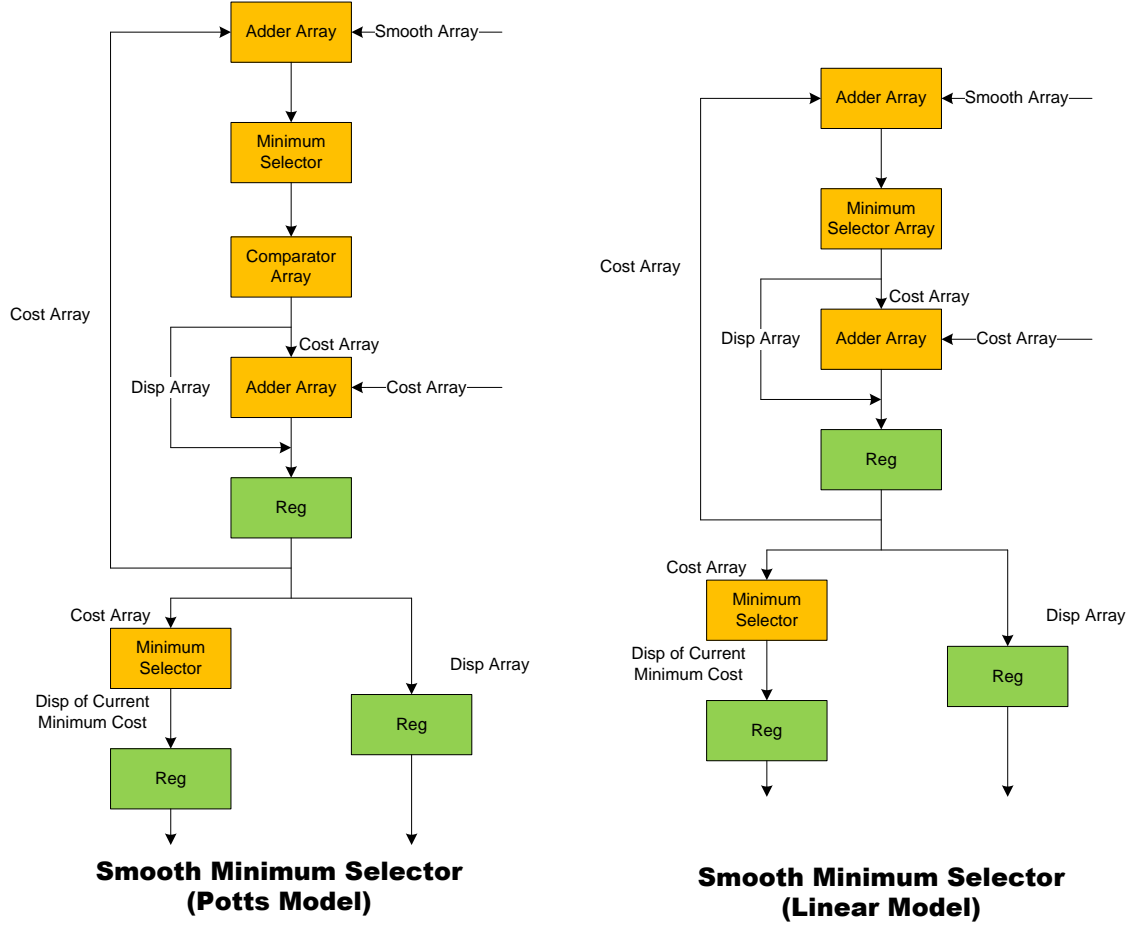 Adder Array
Smooth Array
Minimum
Selector
Comparator
Array
Cost Array
Cost Array
Disp Array
Adder Array
Cost Array
Reg
Cost Array
Minimum
Selector
Disp of Current
Minimum Cost
Reg
Disp Array
Reg
Smooth Minimum Selector
(Potts Model)
Adder Array
Smooth Array
Minimum
Selector Array
Cost Array
Cost Array
Disp Array
Adder Array
Cost Array
Reg
Cost Array
Minimum
Selector
Disp of Current
Minimum Cost
Reg
Disp Array
Reg
Smooth Minimum Selector
(Linear Model)